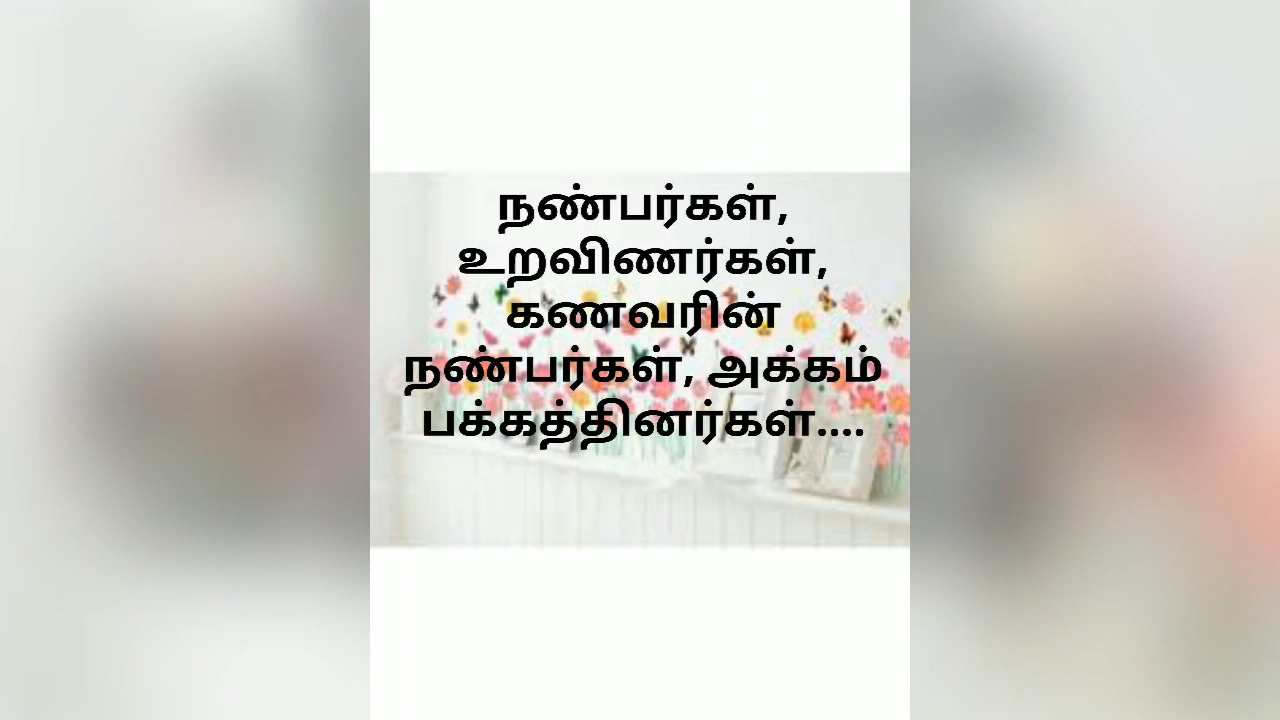 நண்பர்கள்,
உறவிணர்கள்,
கணவரின்
நண்பர்கள், அக்கம்
பக்கத்தினர்கள்....